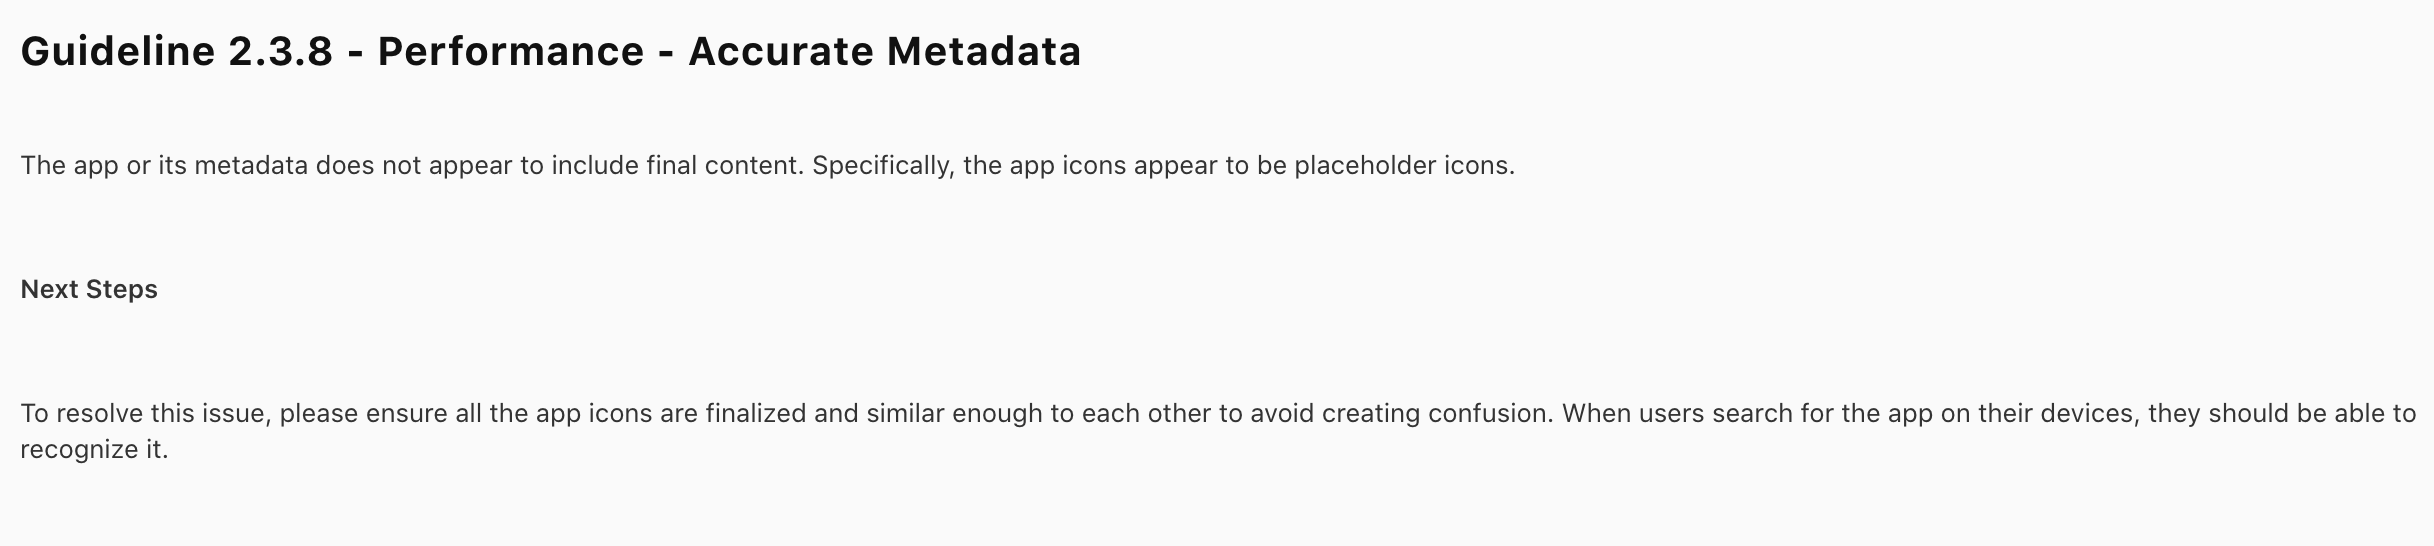 Guideline 2.3.8 - Performance - Accurate Metadata
The app or its metadata does not appear to include final content. Specifically, the app icons appear to be placeholder icons.
Next Steps
To resolve this issue, please ensure all the app icons are finalized and similar enough to each other to avoid creating confusion. When users search for the app on their devices, they should be able to
recognize it.